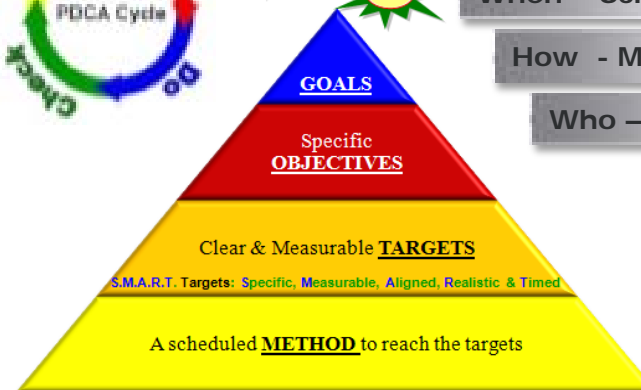 PDCA Cycle
Check
Do
How - M
Who –
GOALS
Specific
OBJECTIVES
Clear & Measurable TARGETS
S.M.A.R.T. Targets: Specific, Measurable, Aligned, Realistic & Timed
A scheduled METHOD to reach the targets